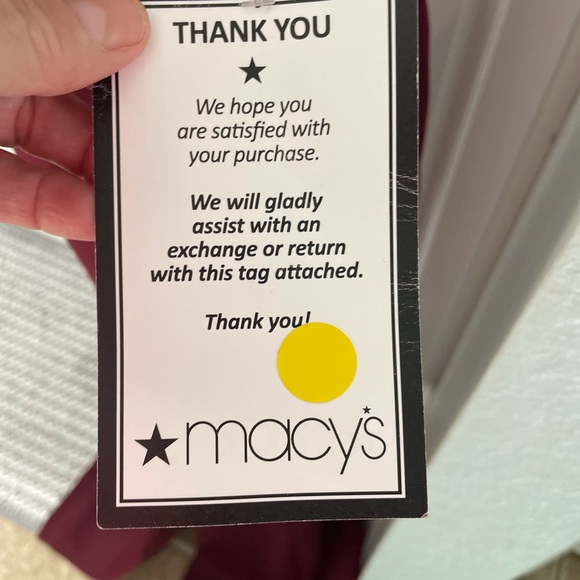 THANK YOU
We hope you
are satisfied with
your purchase.
We will gladly
assist with an
exchange or return
with this tag attached.
Thank you!
macy's